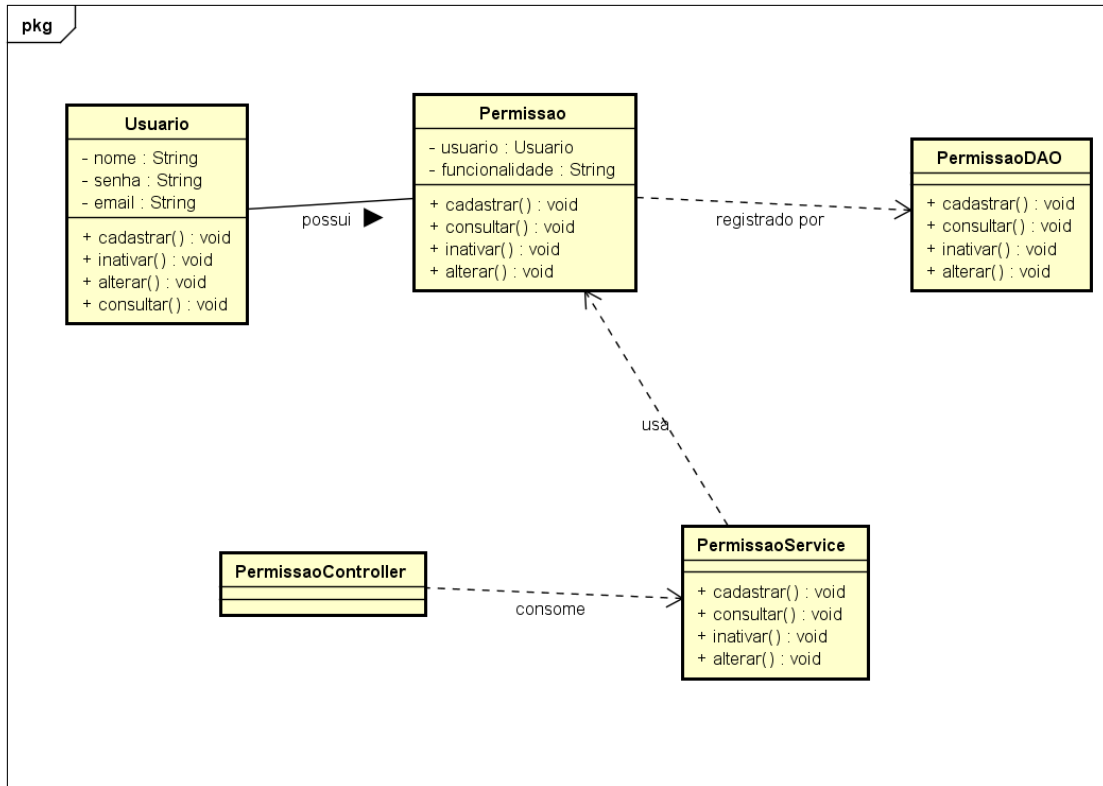 pkg
Usuario
- nome : String
- senha : String
- email : String
+ cadastrar() : void
+ inativar() : void
+ alterar() : void
+ consultar() : void
possui
Permissao
- usuario : Usuario
- funcionalidade : String
+ cadastrar() : void
+ consultar() : void
+ inativar() : void
+ alterar() : void
registrado por
PermissaoDAO
+ cadastrar() : void
+ consultar() : void
+ inativar() : void
+ alterar() : void
usa
PermissaoController
consome
PermissaoService
+ cadastrar() : void
+ consultar() : void
+ inativar() : void
+ alterar() : void